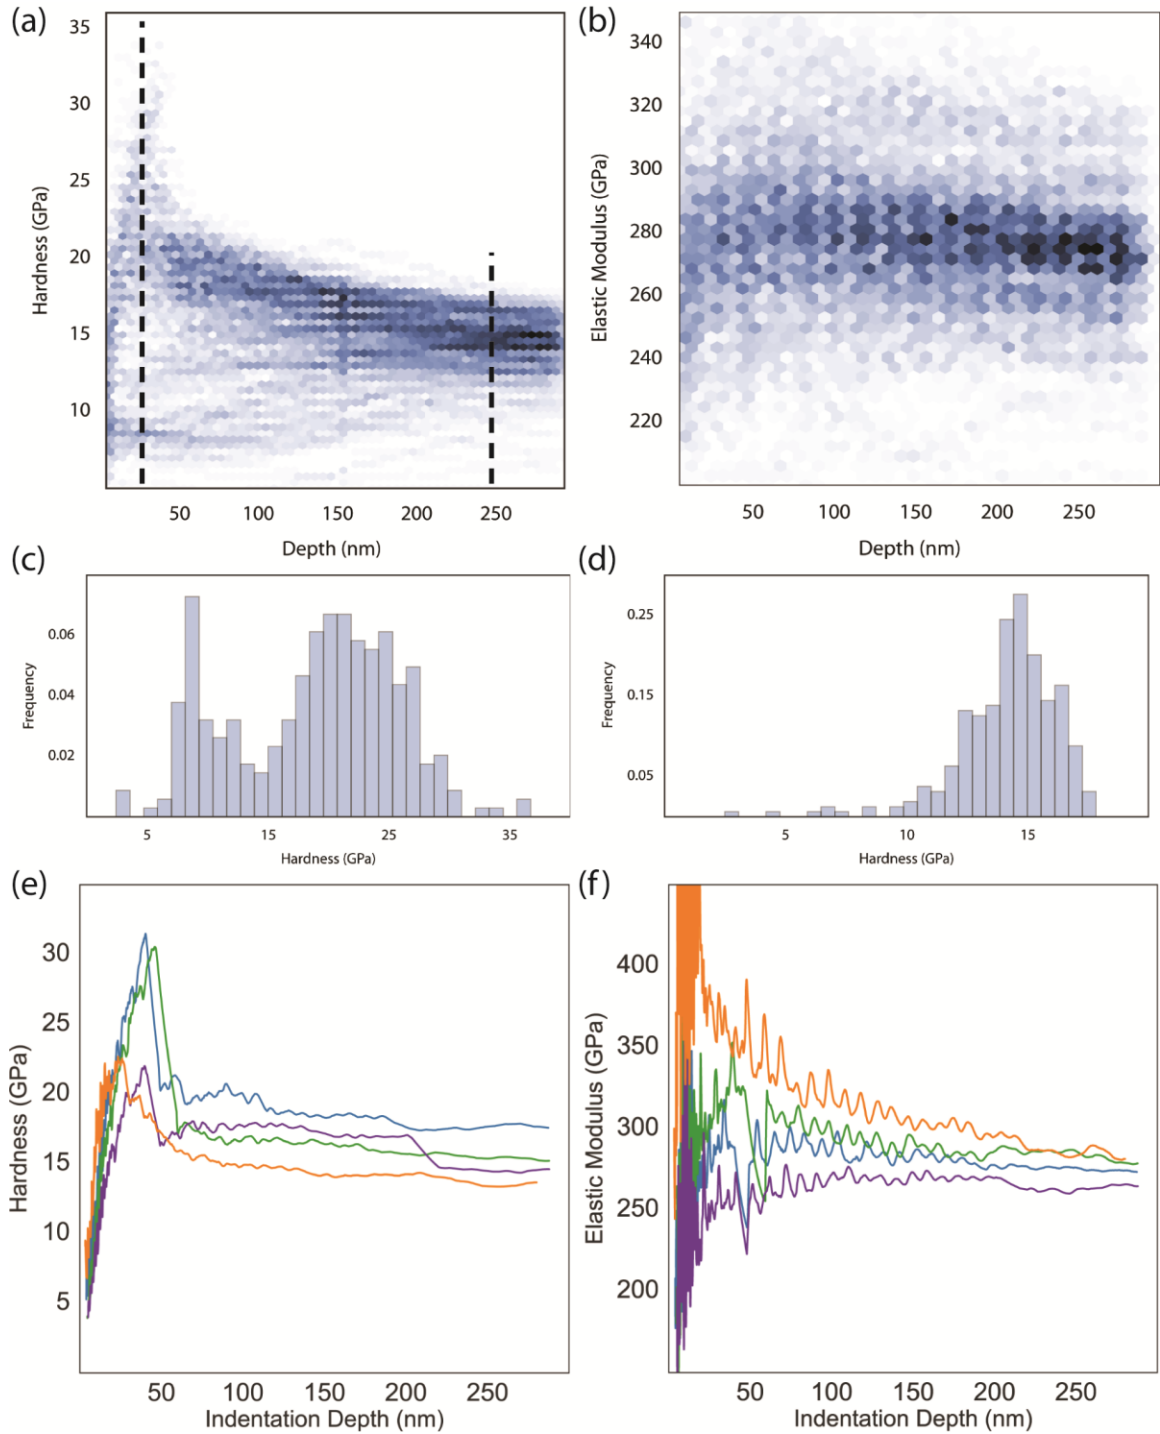 (a)
35
30
25
20
15
10
Hardness (GPa)
50 100 150 200 250
Depth (nm)
(b)
340
320
300
280
260
240
220
Elastic Modulus (GPa)
50 100 150 200 250
Depth (nm)
(c)
0.06
0.04
0.02
Frequency
5 15 25 35
Hardness (GPa)
(d)
0.25
0.15
0.05
Frequency
5 10 15
Hardness (GPa)
(e)
30
25
20
15
10
5
Hardness (GPa)
50 100 150 200 250
Indentation Depth (nm)
(f)
400
350
300
250
200
Elastic Modulus (GPa)
50 100 150 200 250
Indentation Depth (nm)